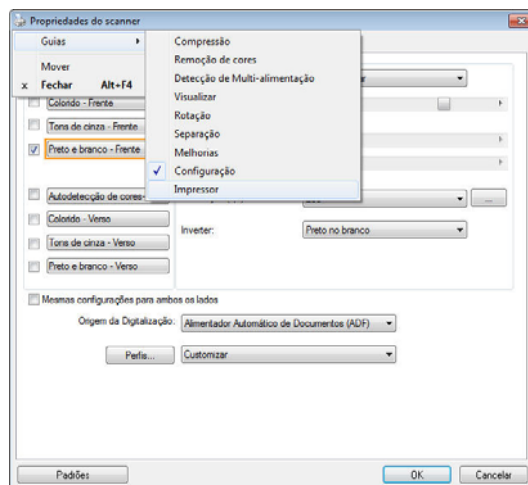 Propriedades do scanner
Guias
Mover
x Fechar Alt+F4
Compressão
Remoção de cores
Detecção de Multi-alimentação
Visualizar
Rotação
Separação
Melhorias
Configuração
Impressor
Colorido - Frente
Tons de cinza - Frente
Preto e branco - Frente
Autodetecção de cores-
Colorido - Verso
Inverter: Preto no branco
Tons de cinza - Verso
Preto e branco - Verso
Mesmas configurações para ambos os lados
Origem da Digitalização: Alimentador Automático de Documentos (ADF)
Perfis... Customizar
Padrões OK Cancelar